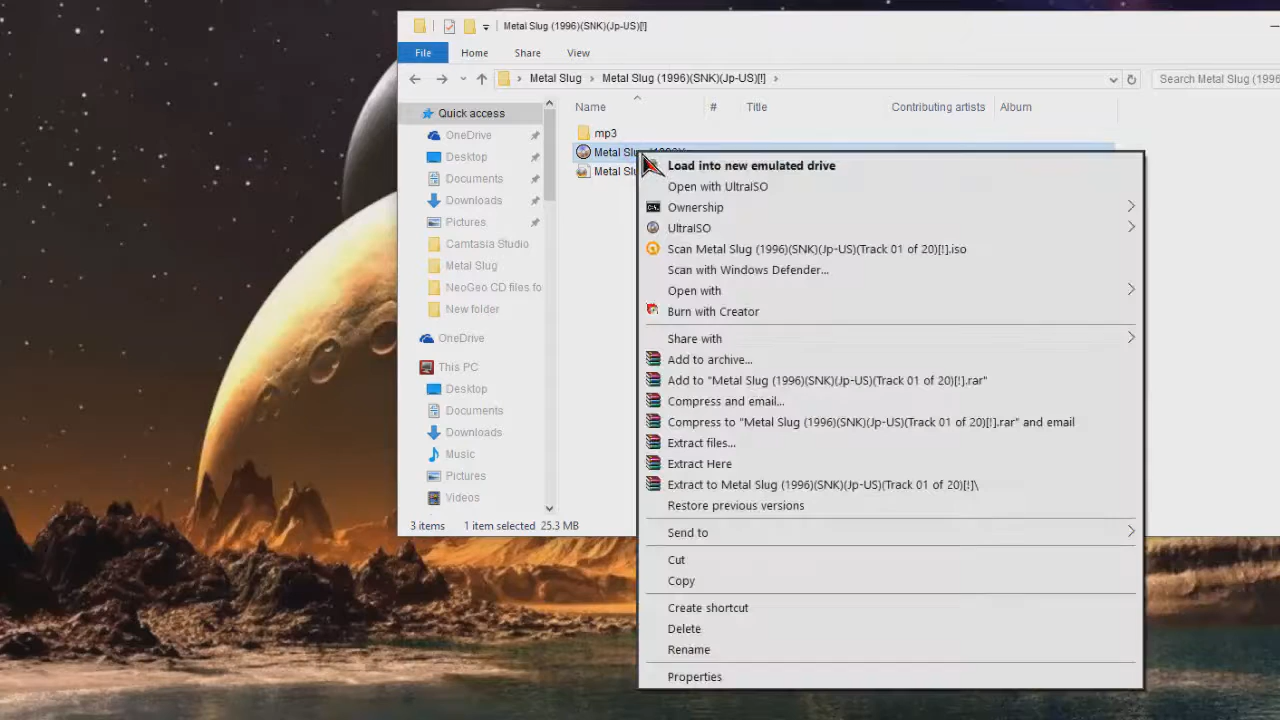 Metal Slug (1996)(SNK)(Jp-US)[!]
File Home Share View
Metal Slug Metal Slug (1996)(SNK)(Jp-US)[!] Search Metal Slug (1996
Name # Title Contributing artists Album
Quick access
OneDrive
Desktop
Documents
Downloads
Pictures
Camtasia Studio
Metal Slug
NeoGeo CD files fo
New folder
OneDrive
This PC
Desktop
Documents
Downloads
Music
Pictures
Videos
3 items 1 item selected 25.3 MB
mp3
Metal Slu
Metal Slu
Load into new emulated drive
Open with UltraISO
Ownership
UltraISO
Scan Metal Slug (1996)(SNK)(Jp-US)(Track 01 of 20)[!].iso
Scan with Windows Defender...
Open with
Burn with Creator
Share with
Add to archive...
Add to "Metal Slug (1996)(SNK)(Jp-US)(Track 01 of 20)[!].rar"
Compress and email...
Compress to "Metal Slug (1996)(SNK)(Jp-US)(Track 01 of 20)[!].rar" and email
Extract files...
Extract Here
Extract to Metal Slug (1996)(SNK)(Jp-US)(Track 01 of 20)[!]\
Restore previous versions
Send to
Cut
Copy
Create shortcut
Delete
Rename
Properties